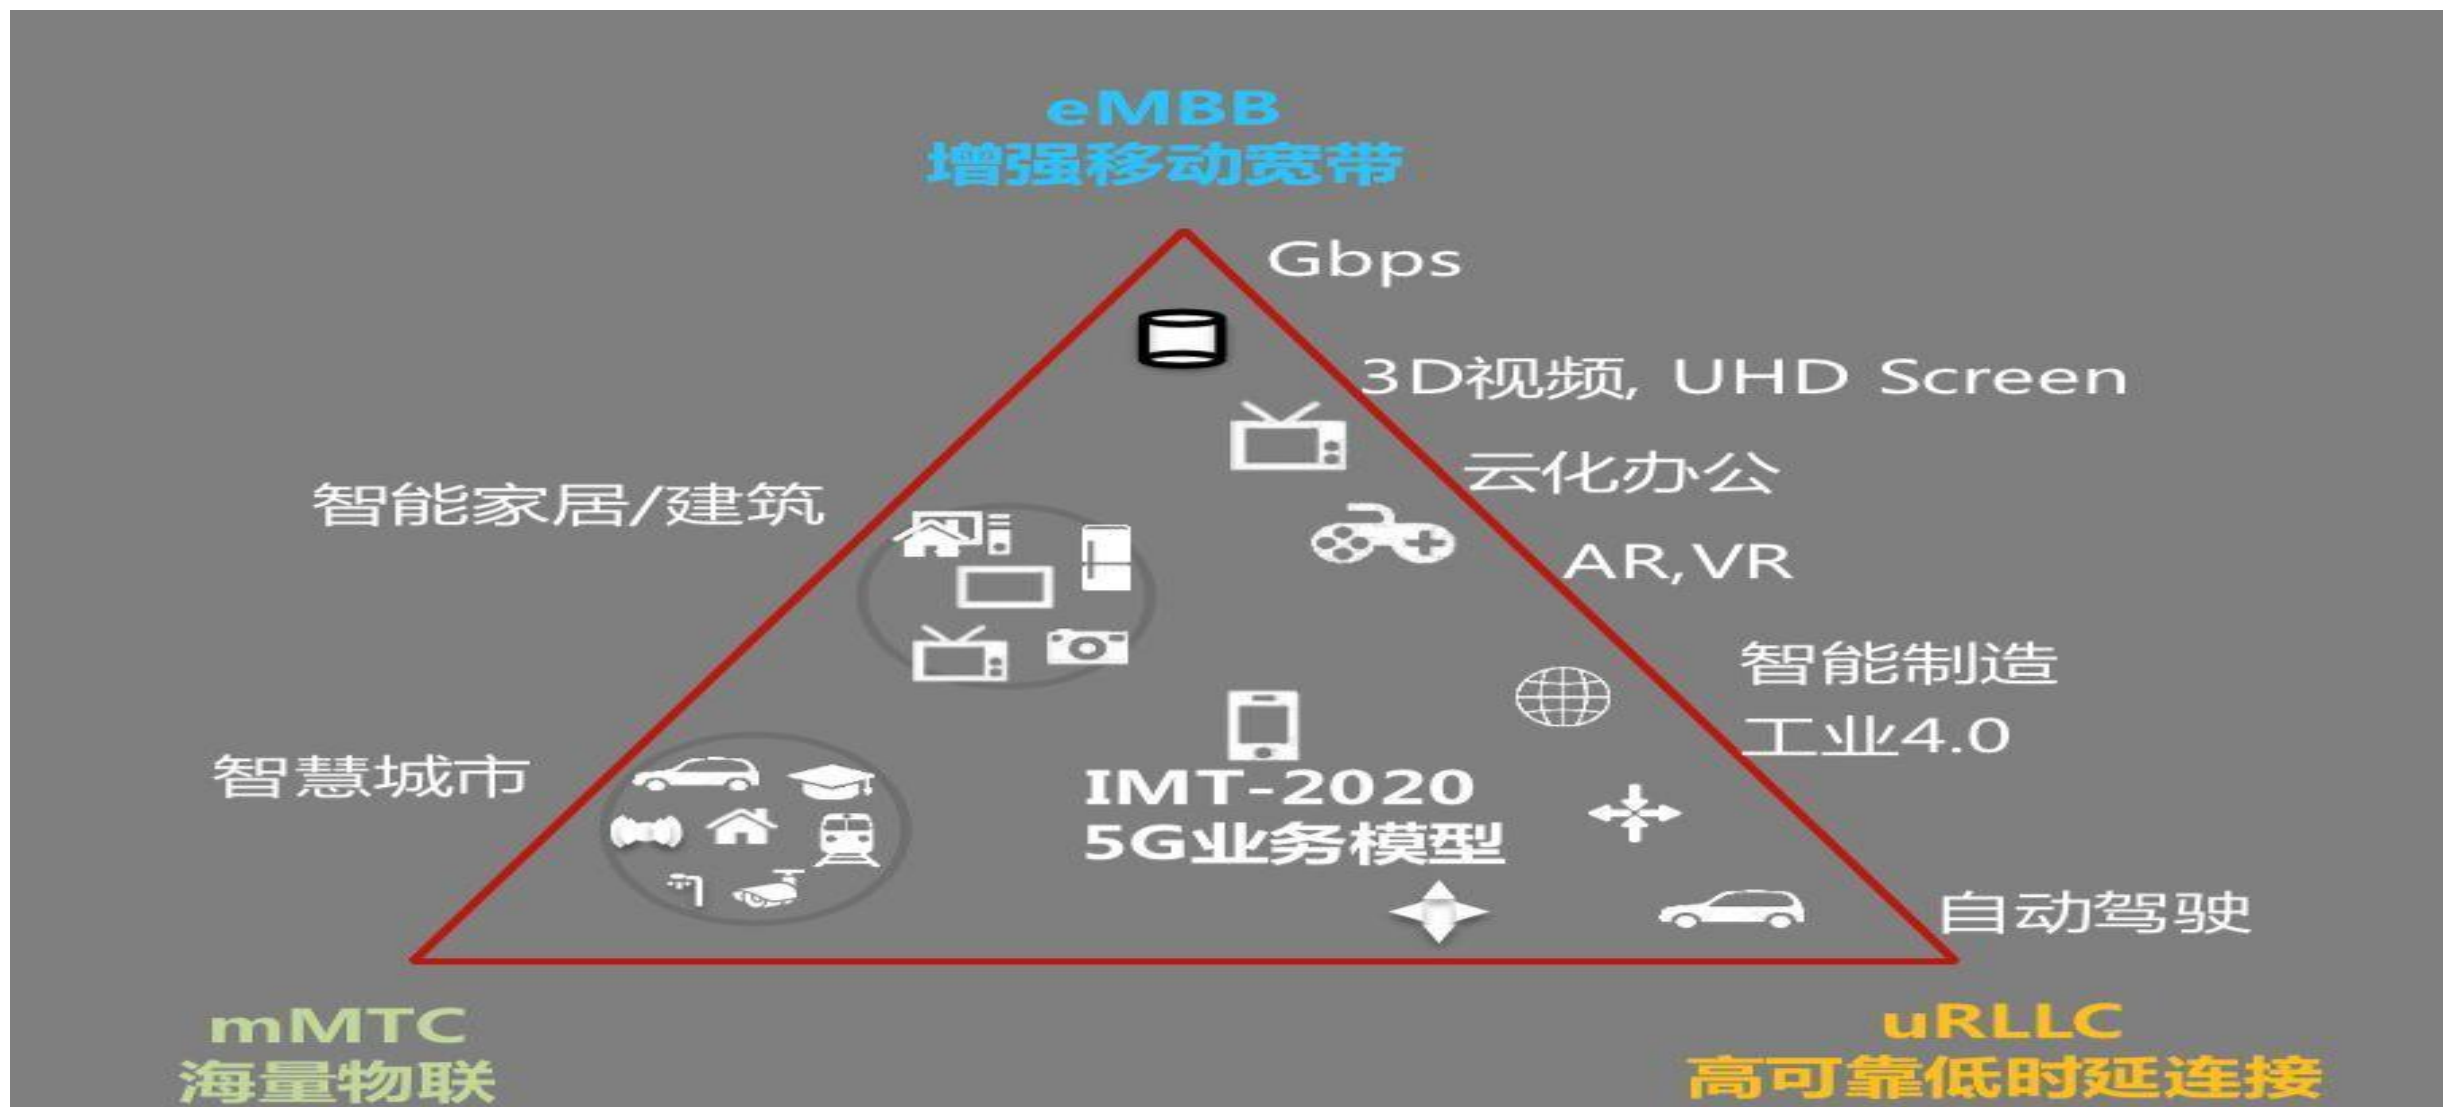 eMBB
增强移动宽带
Gbps
3D视频, UHD Screen
云化办公
智能家居/建筑
AR,VR
智能制造
工业4.0
智慧城市
IMT-2020
5G业务模型
自动驾驶
mMTC
海量物联
uRLLC
高可靠低时延连接